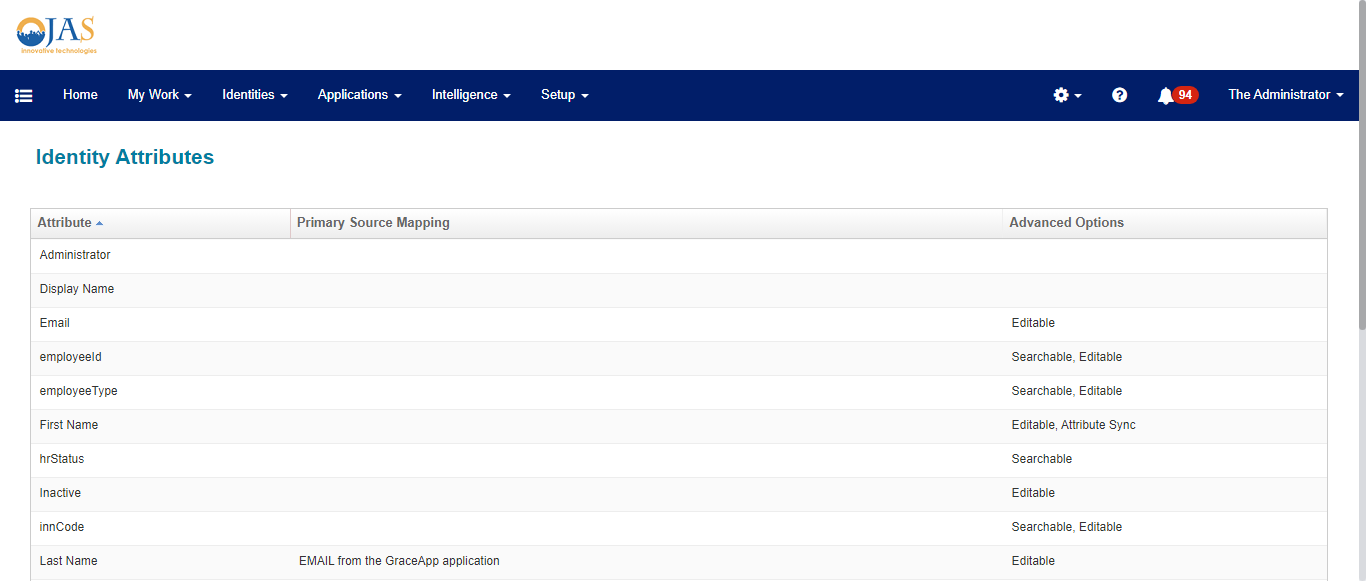 OJAS
innovative technologies
Home My Work Identities Applications Intelligence Setup 94 The Administrator
Identity Attributes
Attribute Primary Source Mapping Advanced Options
Administrator
Display Name
Email Editable
employeeId Searchable, Editable
employeeType Searchable, Editable
First Name Editable, Attribute Sync
hrStatus Searchable
Inactive Editable
innCode Searchable, Editable
Last Name EMAIL from the GraceApp application Editable